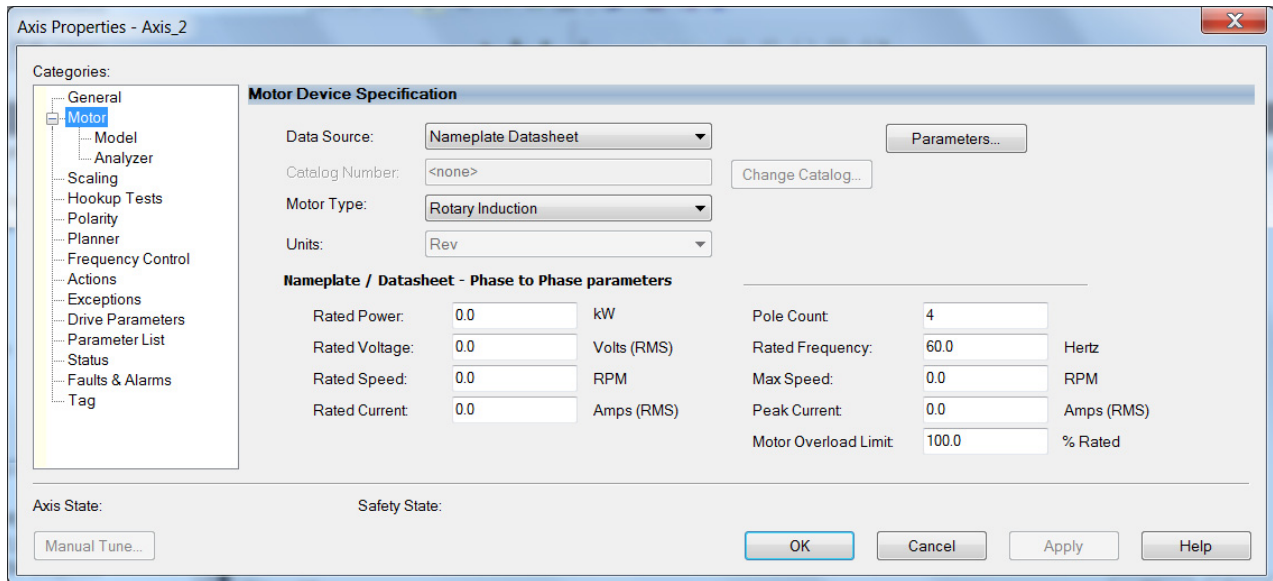 Axis Properties - Axis_2
X
Categories:
General
Motor
Model
Analyzer
Scaling
Hookup Tests
Polarity
Planner
Frequency Control
Actions
Exceptions
Drive Parameters
Parameter List
Status
Faults & Alarms
Tag
Motor Device Specification
Data Source: Nameplate Datasheet Parameters...
Catalog Number: <none> Change Catalog...
Motor Type: Rotary Induction
Units: Rev
Nameplate / Datasheet - Phase to Phase parameters
Rated Power: 0.0 kW
Rated Voltage: 0.0 Volts (RMS)
Rated Speed: 0.0 RPM
Rated Current: 0.0 Amps (RMS)
Pole Count: 4
Rated Frequency: 60.0 Hertz
Max Speed: 0.0 RPM
Peak Current: 0.0 Amps (RMS)
Motor Overload Limit: 100.0 % Rated
Axis State: Safety State:
Manual Tune... OK Cancel Apply Help